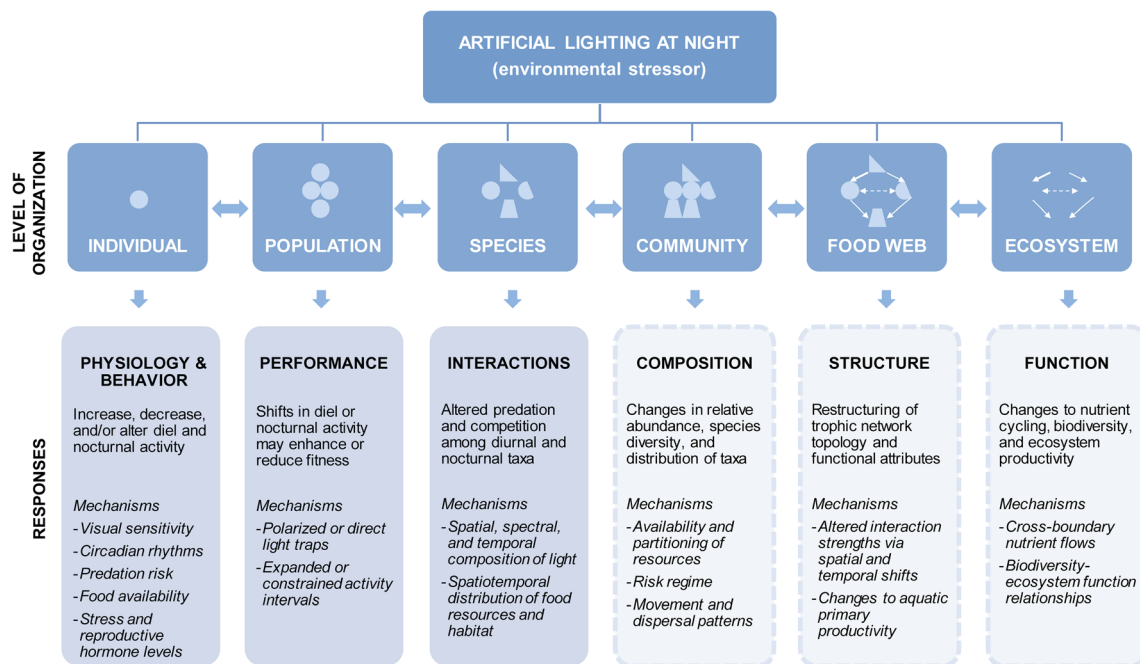 ARTIFICIAL LIGHTING AT NIGHT
(environmental stressor)
LEVEL OF
ORGANIZATION
INDIVIDUAL
POPULATION
SPECIES
COMMUNITY
FOOD WEB
ECOSYSTEM
RESPONSES
PHYSIOLOGY &
BEHAVIOR
Increase, decrease,
and/or alter diel and
nocturnal activity
Mechanisms
- Visual sensitivity
- Circadian rhythms
- Predation risk
- Food availability
- Stress and
reproductive
hormone levels
PERFORMANCE
Shifts in diel or
nocturnal activity
may enhance or
reduce fitness
Mechanisms
- Polarized or direct
light traps
- Expanded or
constrained activity
intervals
INTERACTIONS
Altered predation
and competition
among diurnal and
nocturnal taxa
Mechanisms
- Spatial, spectral,
and temporal
composition of light
- Spatiotemporal
distribution of food
resources and
habitat
COMPOSITION
Changes in relative
abundance, species
diversity, and
distribution of taxa
Mechanisms
- Availability and
partitioning of
resources
- Risk regime
- Movement and
dispersal patterns
STRUCTURE
Restructuring of
trophic network
topology and
functional attributes
Mechanisms
- Altered interaction
strengths via
spatial and
temporal shifts
- Changes to aquatic
primary
productivity
FUNCTION
Changes to nutrient
cycling, biodiversity,
and ecosystem
productivity
Mechanisms
- Cross-boundary
nutrient flows
- Biodiversity-
ecosystem function
relationships